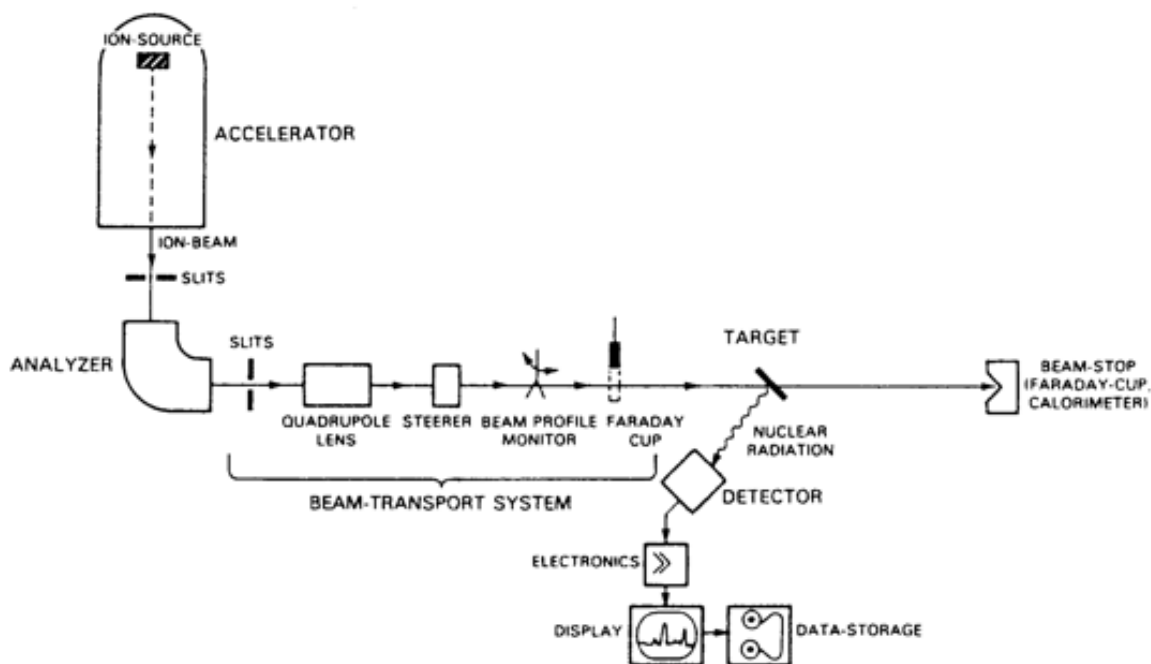 ION-SOURCE
ACCELERATOR
ION-BEAM
SLITS
ANALYZER
SLITS
QUADRUPOLE
LENS
STEERER
BEAM PROFILE
MONITOR
FARADAY
CUP
TARGET
BEAM-STOP
(FARADAY-CUP,
CALORIMETER)
NUCLEAR
RADIATION
BEAM-TRANSPORT SYSTEM
DETECTOR
ELECTRONICS
DISPLAY
DATA-STORAGE